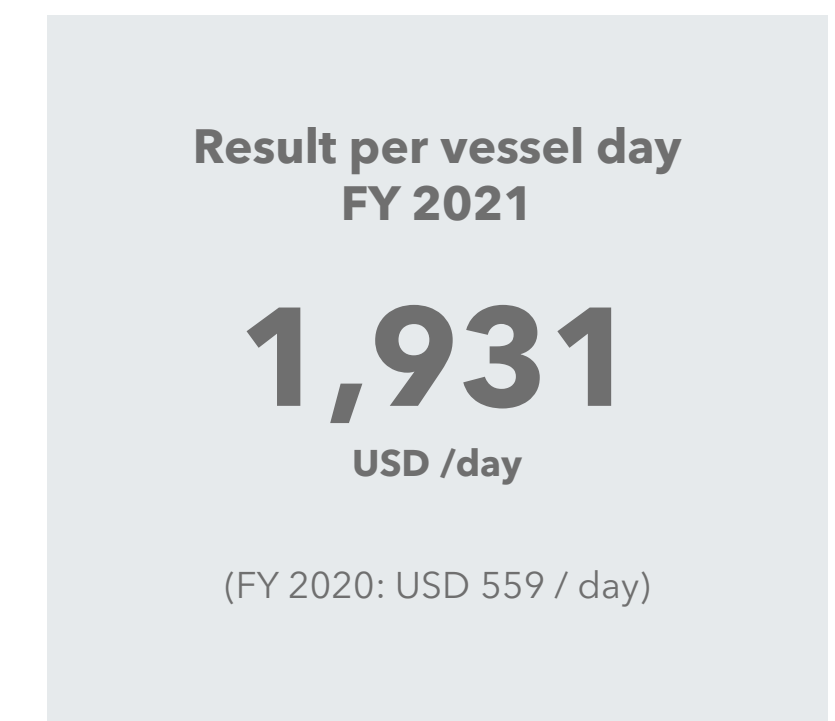 Result per vessel day
FY 2021
1,931
USD /day
(FY 2020: USD 559 / day)